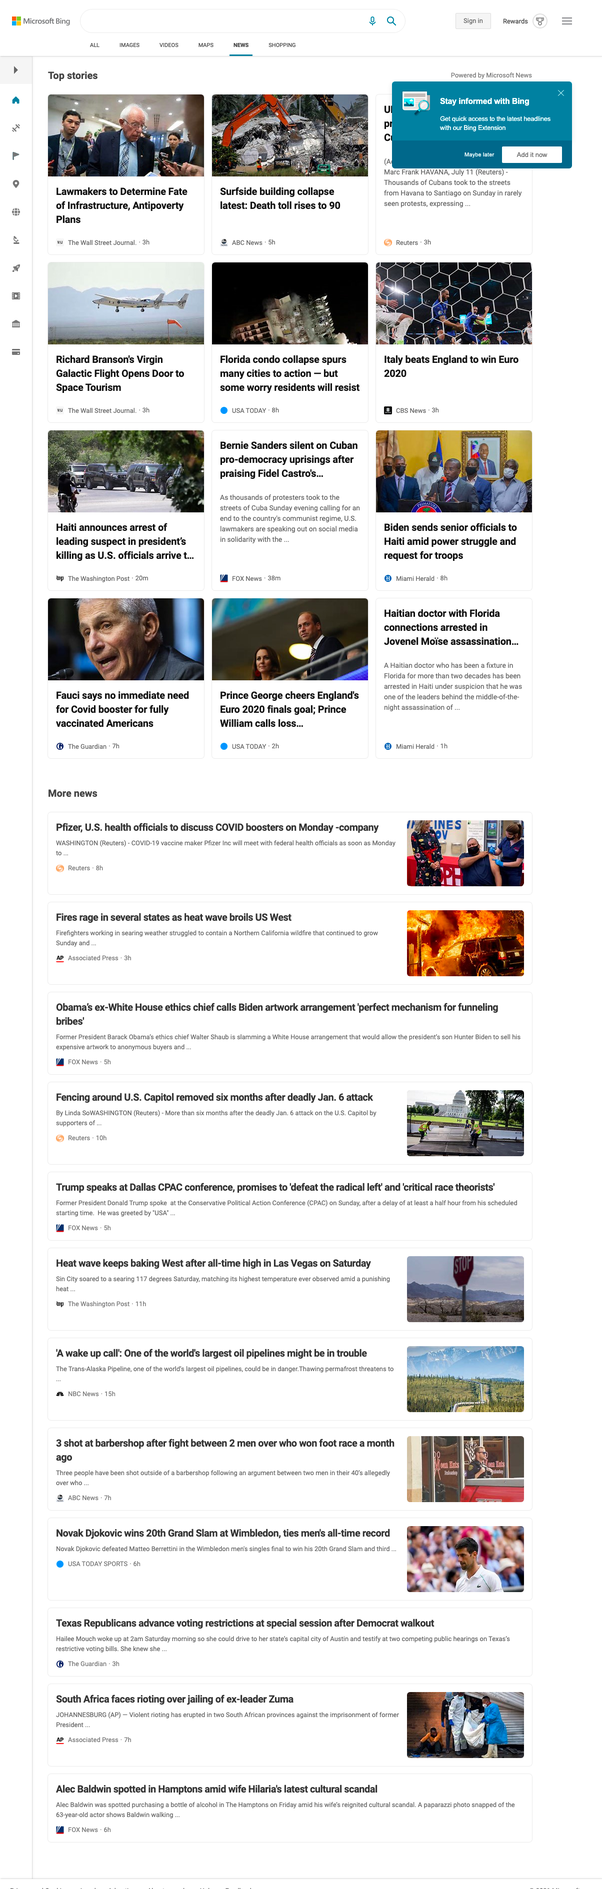 Microsoft Bing
Sign in
Rewards
ALL IMAGES VIDEOS MAPS NEWS SHOPPING
Top stories
Powered by Microsoft News
Stay informed with Bing
Get quick access to the latest headlines
with our Bing Extension
Maybe later
Add it now
Lawmakers to Determine Fate
of Infrastructure, Antipoverty
Plans
The Wall Street Journal. · 3h
Surfside building collapse
latest: Death toll rises to 90
ABC News · 5h
Marc Frank HAVANA, July 11 (Reuters) -
Thousands of Cubans took to the streets
from Havana to Santiago on Sunday in rarely
seen protests, expressing ...
Reuters · 3h
Richard Branson's Virgin
Galactic Flight Opens Door to
Space Tourism
The Wall Street Journal. · 3h
Florida condo collapse spurs
many cities to action — but
some worry residents will resist
USA TODAY · 8h
Italy beats England to win Euro
2020
CBS News · 3h
Haiti announces arrest of
leading suspect in president's
killing as U.S. officials arrive t...
The Washington Post · 20m
Bernie Sanders silent on Cuban
pro-democracy uprisings after
praising Fidel Castro's...
As thousands of protesters took to the
streets of Cuba Sunday evening calling for an
end to the country's communist regime, U.S.
lawmakers are speaking out on social media
in solidarity with the ...
FOX News · 38m
Biden sends senior officials to
Haiti amid power struggle and
request for troops
Miami Herald · 8h
Fauci says no immediate need
for Covid booster for fully
vaccinated Americans
The Guardian · 7h
Prince George cheers England's
Euro 2020 finals goal; Prince
William calls loss...
USA TODAY · 2h
Haitian doctor with Florida
connections arrested in
Jovenel Moïse assassination...
A Haitian doctor who has been a fixture in
Florida for more than two decades has been
arrested in Haiti under suspicion that he was
one of the leaders behind the middle-of-the-
night assassination of ...
Miami Herald · 1h
More news
Pfizer, U.S. health officials to discuss COVID boosters on Monday -company
WASHINGTON (Reuters) - COVID-19 vaccine maker Pfizer Inc will meet with federal health officials as soon as Monday
to ...
Reuters · 8h
Fires rage in several states as heat wave broils US West
Firefighters working in searing weather struggled to contain a Northern California wildfire that continued to grow
Sunday and ...
AP Associated Press · 3h
Obama's ex-White House ethics chief calls Biden artwork arrangement 'perfect mechanism for funneling
bribes'
Former President Barack Obama's ethics chief Walter Shaub is slamming a White House arrangement that would allow the president's son Hunter Biden to sell his
expensive artwork to anonymous buyers and ...
FOX News · 5h
Fencing around U.S. Capitol removed six months after deadly Jan. 6 attack
By Linda SoWASHINGTON (Reuters) - More than six months after the deadly Jan. 6 attack on the U.S. Capitol by
supporters of ...
Reuters · 10h
Trump speaks at Dallas CPAC conference, promises to 'defeat the radical left' and 'critical race theorists'
Former President Donald Trump spoke at the Conservative Political Action Conference (CPAC) on Sunday, after a delay of at least a half hour from his scheduled
starting time. He was greeted by "USA" ...
FOX News · 5h
Heat wave keeps baking West after all-time high in Las Vegas on Saturday
Sin City soared to a searing 117 degrees Saturday, matching its highest temperature ever observed amid a punishing
heat ...
The Washington Post · 11h
STOP
'A wake up call': One of the world's largest oil pipelines might be in trouble
The Trans-Alaska Pipeline, one of the world's largest oil pipelines, could be in danger.Thawing permafrost threatens to
...
NBC News · 15h
3 shot at barbershop after fight between 2 men over who won foot race a month
ago
Three people have been shot outside of a barbershop following an argument between two men in their 40's allegedly
over who ...
ABC News · 7h
Novak Djokovic wins 20th Grand Slam at Wimbledon, ties men's all-time record
Novak Djokovic defeated Matteo Berrettini in the Wimbledon men's singles final to win his 20th Grand Slam and third ...
USA TODAY SPORTS · 6h
Texas Republicans advance voting restrictions at special session after Democrat walkout
Hailee Mouch woke up at 2am Saturday morning so she could drive to her state's capital city of Austin and testify at two competing public hearings on Texas's
restrictive voting bills. She knew she ...
The Guardian · 3h
South Africa faces rioting over jailing of ex-leader Zuma
JOHANNESBURG (AP) — Violent rioting has erupted in two South African provinces against the imprisonment of former
President ...
AP Associated Press · 7h
Alec Baldwin spotted in Hamptons amid wife Hilaria's latest cultural scandal
Alec Baldwin was spotted purchasing a bottle of alcohol in The Hamptons on Friday amid his wife's reignited cultural scandal. A paparazzi photo snapped of the
63-year-old actor shows Baldwin walking ...
FOX News · 6h